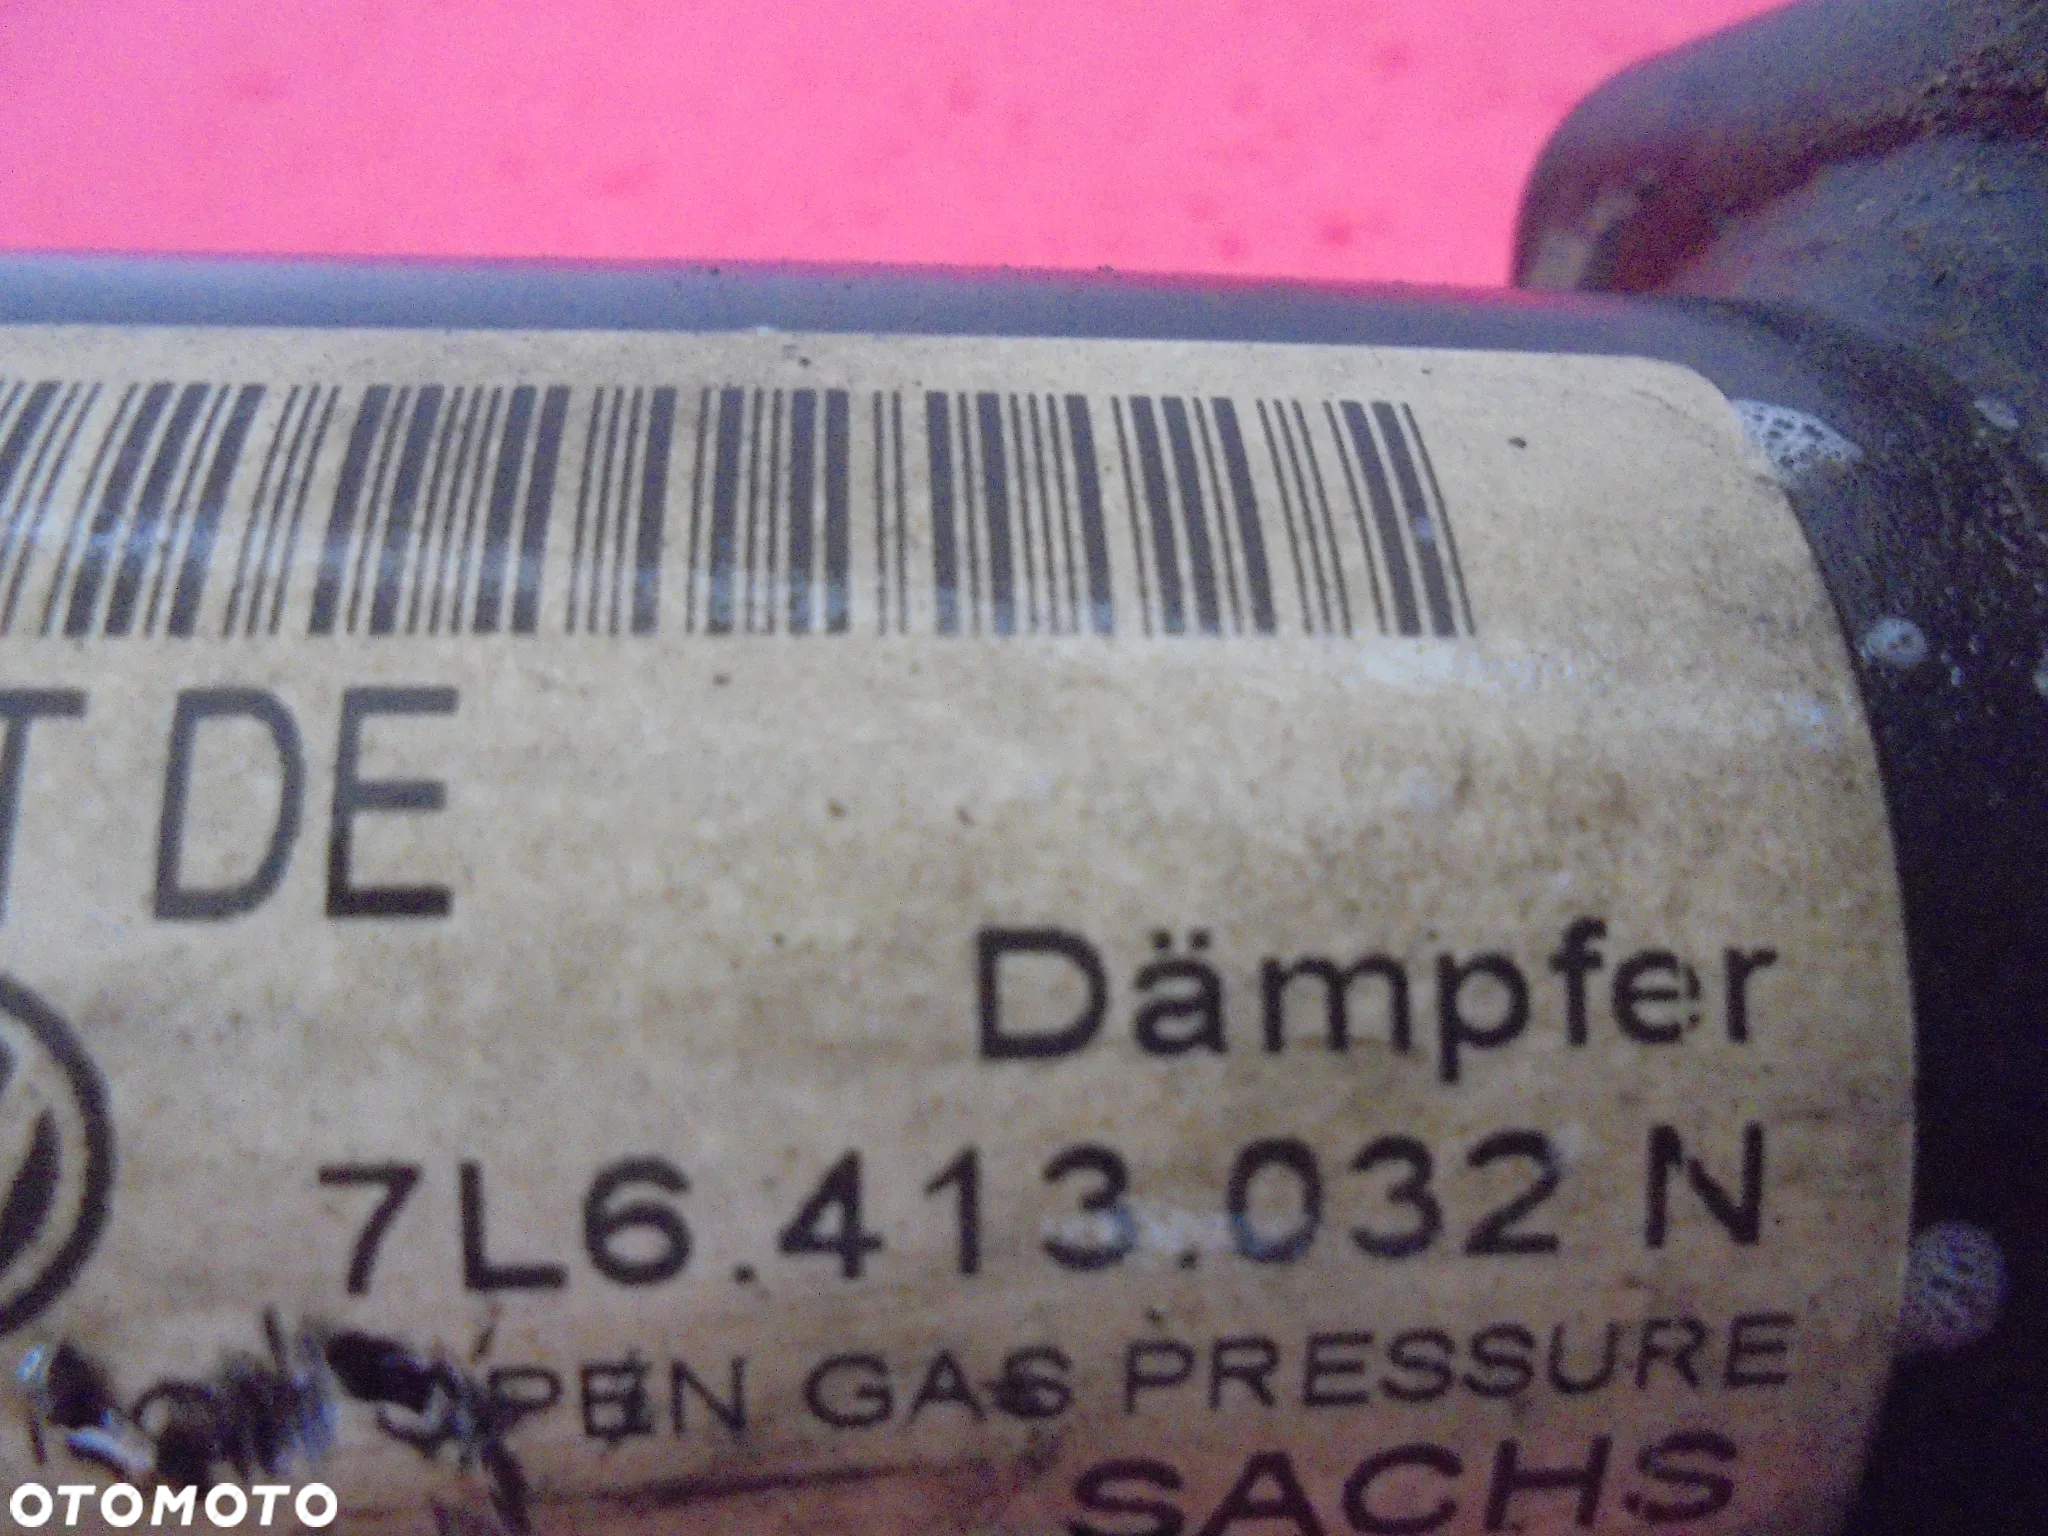 T DE
Dämpfer
7L6.413.032 N
OPEN GAS PRESSURE
SACHS
OTOMOTO